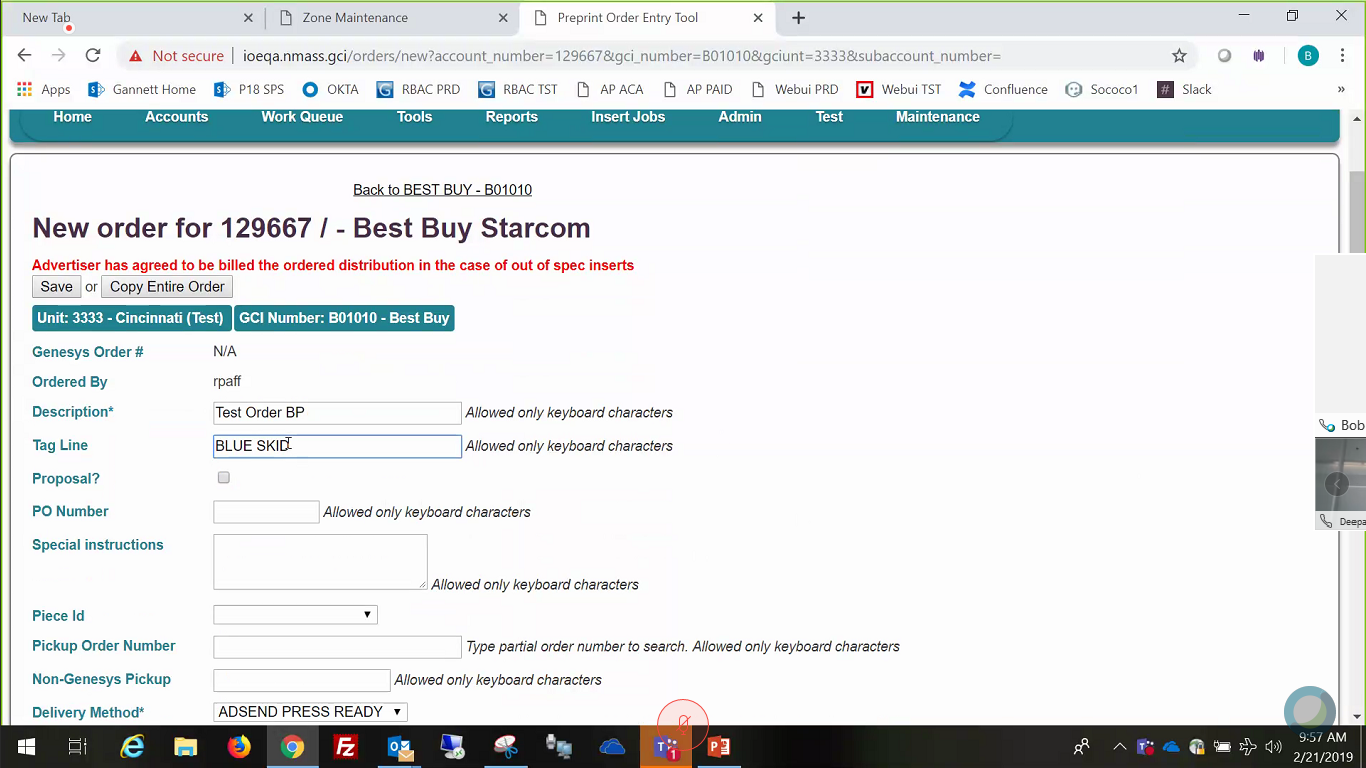 New Tab
Zone Maintenance
Preprint Order Entry Tool
Not secure ioeqa.nmass.gci/orders/new?account_number=129667&gci_number=B01010&gciunt=3333&subaccount_number=
B
Apps Gannett Home P18 SPS OKTA RBAC PRD RBAC TST AP ACA AP PAID Webui PRD Webui TST Confluence Sococo1 Slack »
Home Accounts Work Queue Tools Reports Insert Jobs Admin Test Maintenance
Back to BEST BUY - B01010
New order for 129667 / - Best Buy Starcom
Advertiser has agreed to be billed the ordered distribution in the case of out of spec inserts
Save or Copy Entire Order
Unit: 3333 - Cincinnati (Test) GCI Number: B01010 - Best Buy
Genesys Order # N/A
Ordered By rpaff
Description* Test Order BP Allowed only keyboard characters
Bob
Tag Line BLUE SKID Allowed only keyboard characters
Proposal?
PO Number Allowed only keyboard characters
Deepa
Special instructions
Allowed only keyboard characters
Piece Id
Pickup Order Number Type partial order number to search. Allowed only keyboard characters
Non-Genesys Pickup Allowed only keyboard characters
Delivery Method* ADSEND PRESS READY
1
9:57 AM
2/21/2019